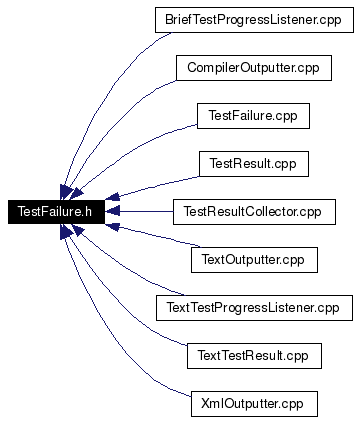 BriefTestProgressListener.cpp
CompilerOutputter.cpp
TestFailure.cpp
TestResult.cpp
TestFailure.h
TestResultCollector.cpp
TextOutputter.cpp
TextTestProgressListener.cpp
TextTestResult.cpp
XmlOutputter.cpp